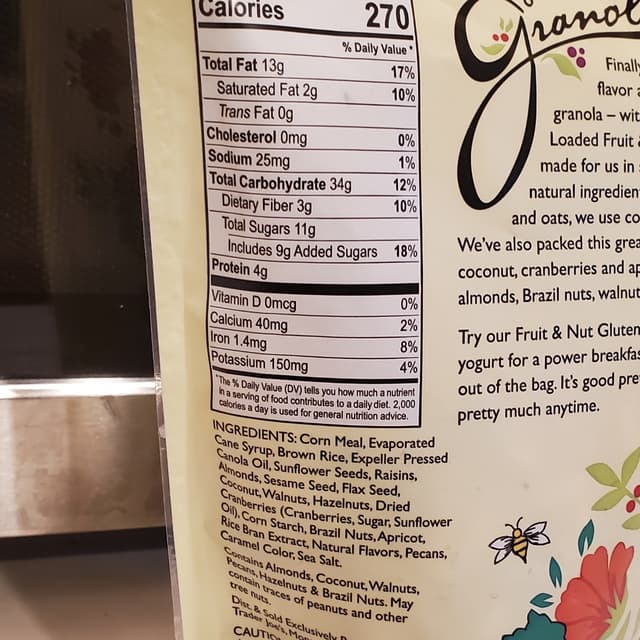 Calories 270
% Daily Value *
Total Fat 13g 17%
Saturated Fat 2g 10%
Trans Fat 0g
Cholesterol 0mg 0%
Sodium 25mg 1%
Total Carbohydrate 34g 12%
Dietary Fiber 3g 10%
Total Sugars 11g
Includes 9g Added Sugars 18%
Protein 4g
Vitamin D 0mcg 0%
Calcium 40mg 2%
Iron 1.4mg 8%
Potassium 150mg 4%
*The % Daily Value (DV) tells you how much a nutrient
in a serving of food contributes to a daily diet. 2,000
calories a day is used for general nutrition advice.
INGREDIENTS: Corn Meal, Evaporated
Cane Syrup, Brown Rice, Expeller Pressed
Canola Oil, Sunflower Seeds, Raisins,
Almonds, Sesame Seed, Flax Seed,
Coconut, Walnuts, Hazelnuts, Dried
Cranberries (Cranberries, Sugar, Sunflower
Oil), Corn Starch, Brazil Nuts, Apricot,
Rice Bran Extract, Natural Flavors, Pecans,
Caramel Color, Sea Salt.
Contains Almonds, Coconut, Walnuts,
Pecans, Hazelnuts & Brazil Nuts. May
contain traces of peanuts and other
tree nuts.
Dist. & Sold Exclusively
Trader Joe's, Mon
CAUTIO
Granol
Finally
flavor
granola – wit
Loaded Fruit
made for us in
natural ingredien
and oats, we use co
We've also packed this grea
coconut, cranberries and ap
almonds, Brazil nuts, walnut
Try our Fruit & Nut Gluten
yogurt for a power breakfas
out of the bag. It's good pre
pretty much anytime.